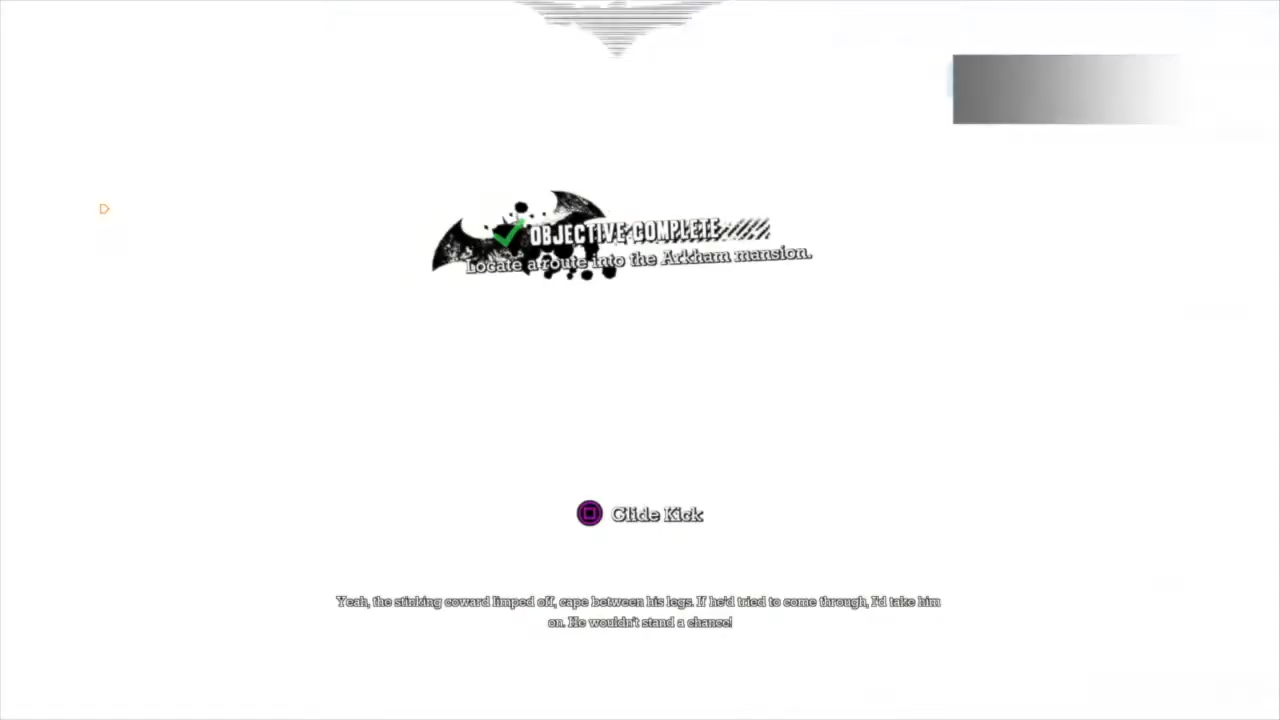 OBJECTIVE COMPLETE
Locate a route into the Arkham mansion.
Glide Kick
Yeah, the stinking coward limped off, cape between his legs. If he'd tried to come through, I'd take him
on. He wouldn't stand a chance!